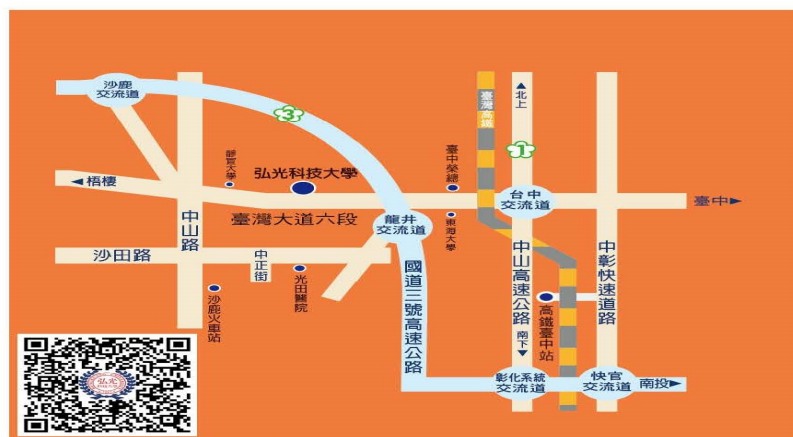 沙鹿
交流道
3
臺灣高鐵
▲北上
1
靜宜大學
弘光科技大學
臺中榮總
◀梧棲
台中
交流道
臺中▶
中山路
臺灣大道六段
龍井
交流道
東海大學
沙田路
中正街
中山高速公路
中彰快速道路
沙鹿火車站
光田醫院
國道三號高速公路
高鐵臺中站
南下▼
弘光
彰化系統
交流道
快官
交流道
南投▶